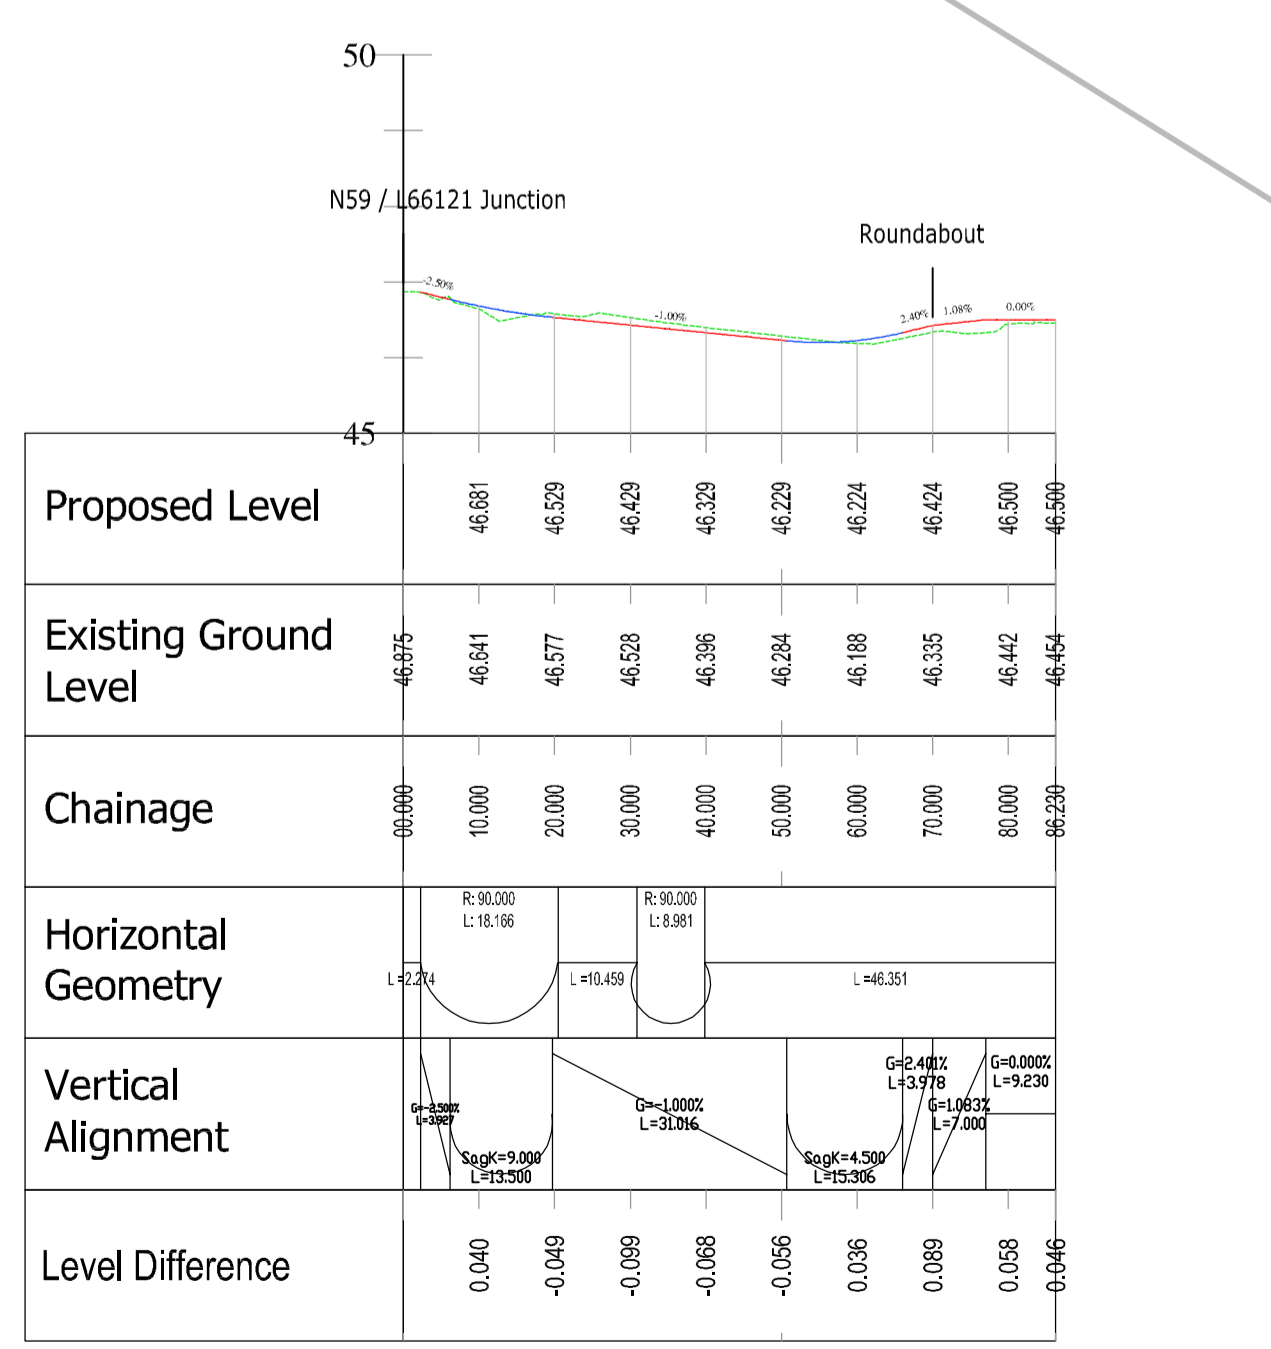 50
N59 / L66121 Junction
Roundabout
-2.50%
-1.00%
2.40%
1.08%
0.00%
45
Proposed Level
46.681
46.529
46.429
46.329
46.229
46.224
46.424
46.500
46.500
Existing Ground
Level
46.875
46.641
46.577
46.528
46.396
46.284
46.188
46.335
46.442
46.454
Chainage
00.000
10.000
20.000
30.000
40.000
50.000
60.000
70.000
80.000
86.230
Horizontal
Geometry
R: 90.000
L: 18.166
R: 90.000
L: 8.981
L =2.274
L =10.459
L =46.351
Vertical
Alignment
G=-2.500%
L=3.927
SagK=9.000
L=13.500
G=-1.000%
L=31.016
SagK=4.500
L=15.306
G=2.401%
L=3.978
G=1.083%
L=7.000
G=0.000%
L=9.230
Level Difference
0.040
-0.049
-0.099
-0.068
-0.056
0.036
0.089
0.058
0.046